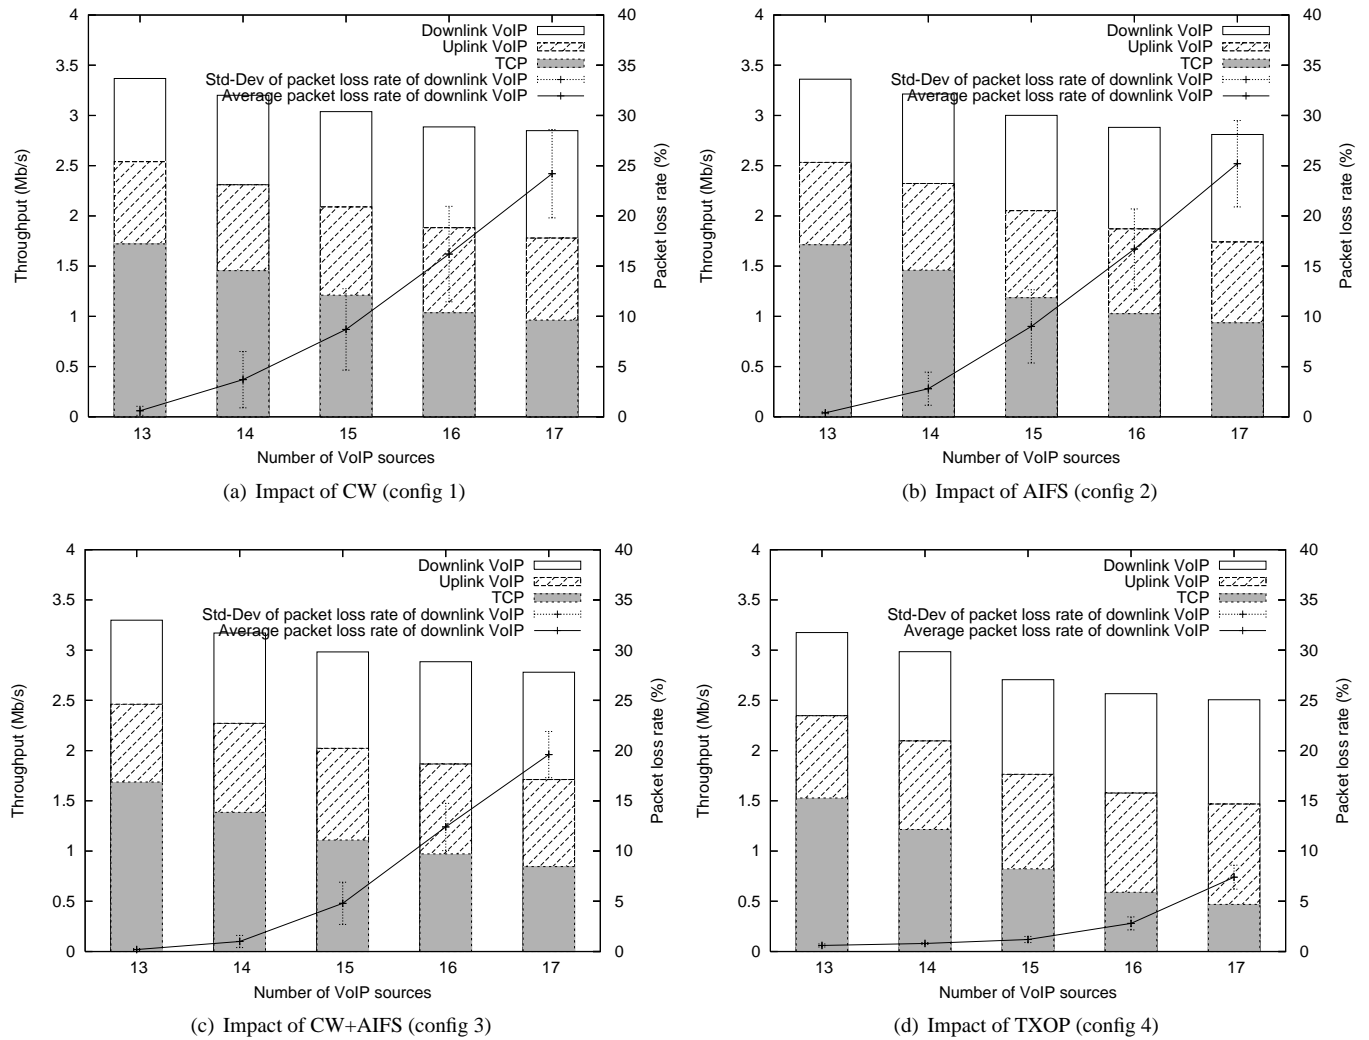 4
3.5
3
2.5
2
1.5
1
0.5
0
40
35
30
25
20
15
10
5
0
Throughput (Mb/s)
Packet loss rate (%)
Downlink VoIP
Uplink VoIP
TCP
Std-Dev of packet loss rate of downlink VoIP
Average packet loss rate of downlink VoIP
13 14 15 16 17
Number of VoIP sources
(a) Impact of CW (config 1)
4
3.5
3
2.5
2
1.5
1
0.5
0
40
35
30
25
20
15
10
5
0
Throughput (Mb/s)
Packet loss rate (%)
Downlink VoIP
Uplink VoIP
TCP
Std-Dev of packet loss rate of downlink VoIP
Average packet loss rate of downlink VoIP
13 14 15 16 17
Number of VoIP sources
(b) Impact of AIFS (config 2)
4
3.5
3
2.5
2
1.5
1
0.5
0
40
35
30
25
20
15
10
5
0
Throughput (Mb/s)
Packet loss rate (%)
Downlink VoIP
Uplink VoIP
TCP
Std-Dev of packet loss rate of downlink VoIP
Average packet loss rate of downlink VoIP
13 14 15 16 17
Number of VoIP sources
(c) Impact of CW+AIFS (config 3)
4
3.5
3
2.5
2
1.5
1
0.5
0
40
35
30
25
20
15
10
5
0
Throughput (Mb/s)
Packet loss rate (%)
Downlink VoIP
Uplink VoIP
TCP
Std-Dev of packet loss rate of downlink VoIP
Average packet loss rate of downlink VoIP
13 14 15 16 17
Number of VoIP sources
(d) Impact of TXOP (config 4)